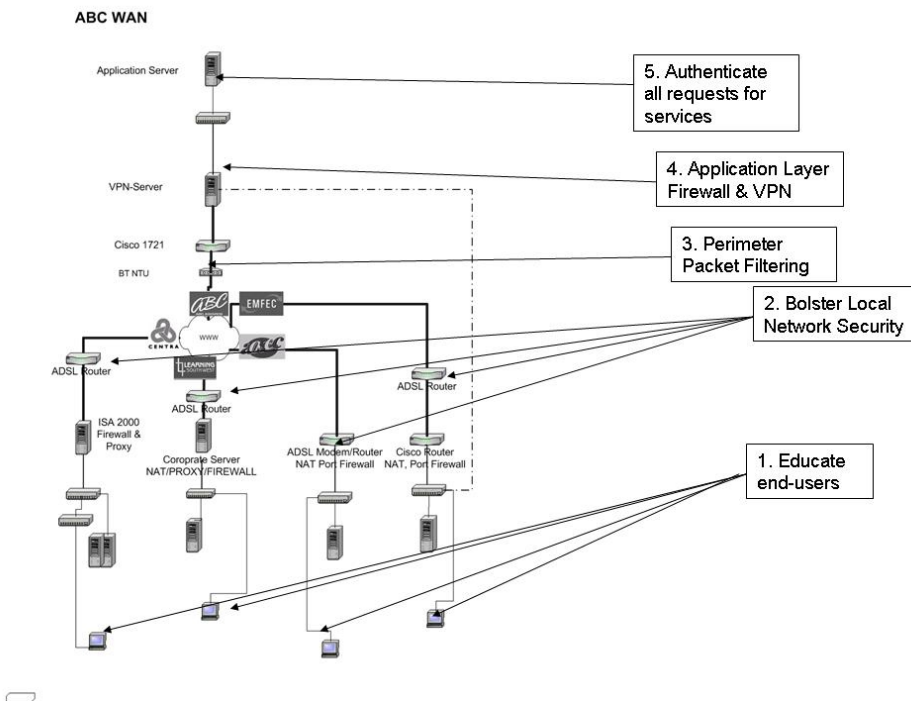 ABC WAN
Application Server
5. Authenticate
all requests for
services
VPN-Server
4. Application Layer
Firewall & VPN
Cisco 1721
BT NTU
3. Perimeter
Packet Filtering
ABC
EMFEC
2. Bolster Local
Network Security
CENTRA
www
ACC
LEARNING
SOUTHWEST
ADSL Router
ADSL Router
ADSL Router
ISA 2000
Firewall &
Proxy
Coroprate Server
NAT/PROXY/FIREWALL
ADSL Modem/Router
NAT Port Firewall
Cisco Router
NAT, Port Firewall
1. Educate
end-users